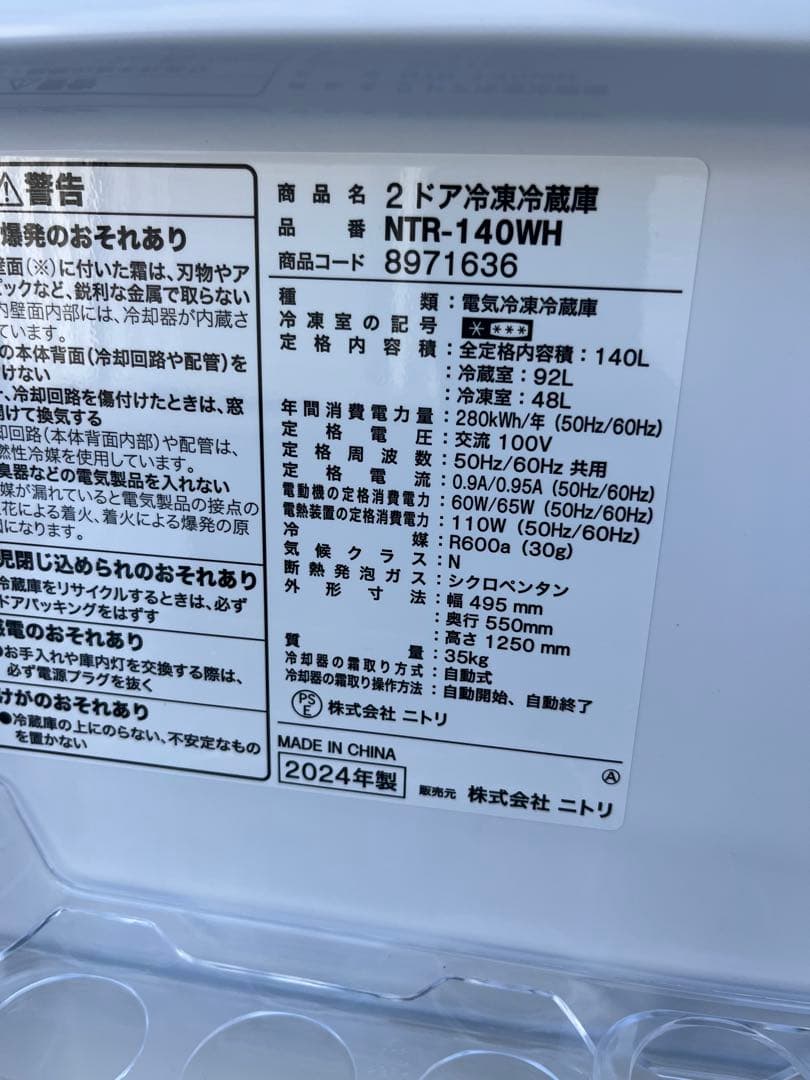 警告
爆発のおそれあり
壁面(※)に付いた霜は、刃物やア
ピックなど、鋭利な金属で取らない
内壁面内部には、冷却器が内蔵さ
ています。
の本体背面(冷却回路や配管)を
けない
、冷却回路を傷付けたときは、窓
開けて換気する
却回路(本体背面内部)や配管は、
燃性冷媒を使用しています。
臭器などの電気製品を入れない
媒が漏れていると電気製品の接点の
花による着火、着火による爆発の原
になります。
児閉じ込められのおそれあり
冷蔵庫をリサイクルするときは、必ず
ドアパッキングをはずす
感電のおそれあり
●お手入れや庫内灯を交換する際は、
必ず電源プラグを抜く
けがのおそれあり
●冷蔵庫の上にのらない、不安定なもの
を置かない
商品名 2ドア冷凍冷蔵庫
品番 NTR-140WH
商品コード 8971636
種類:電気冷凍冷蔵庫
冷凍室の記号 * ***
定格内容積:全定格内容積:140L
:冷蔵室:92L
:冷凍室:48L
年間消費電力量:280kWh/年(50Hz/60Hz)
定格電圧:交流 100V
定格周波数:50Hz/60Hz 共用
定格電流:0.9A/0.95A(50Hz/60Hz)
電動機の定格消費電力:60W/65W(50Hz/60Hz)
電熱装置の定格消費電力:110W(50Hz/60Hz)
冷媒:R600a(30g)
気候クラス:N
断熱発泡ガス:シクロペンタン
外形寸法:幅 495 mm
:奥行 550mm
:高さ 1250 mm
質量:35kg
冷却器の霜取り方式:自動式
冷却器の霜取り操作方法:自動開始、自動終了
PSE 株式会社 ニトリ
MADE IN CHINA
Ⓐ
2024年製 販売元 株式会社 ニトリ